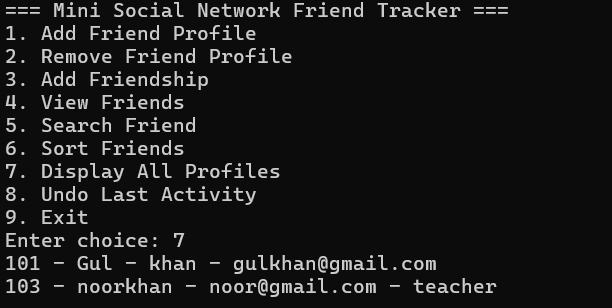 === Mini Social Network Friend Tracker ===
1. Add Friend Profile
2. Remove Friend Profile
3. Add Friendship
4. View Friends
5. Search Friend
6. Sort Friends
7. Display All Profiles
8. Undo Last Activity
9. Exit
Enter choice: 7
101 - Gul - khan - gulkhan@gmail.com
103 - noorkhan - noor@gmail.com - teacher